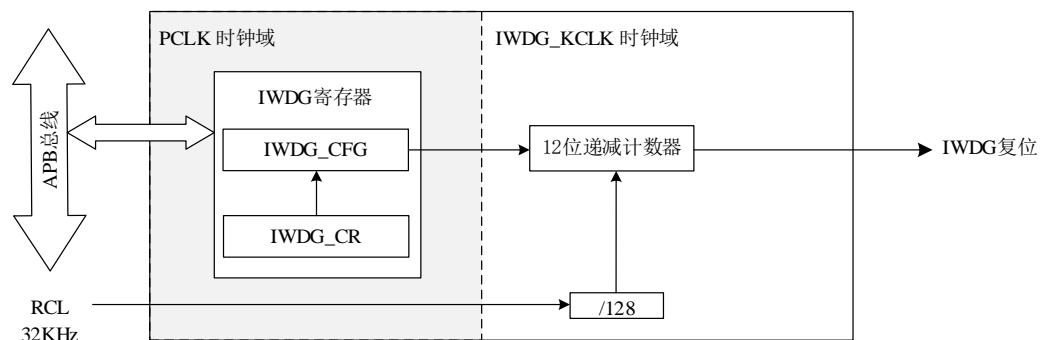 PCLK 时钟域
IWDG_KCLK 时钟域
IWDG寄存器
APB总线
IWDG_CFG
12位递减计数器
IWDG复位
IWDG_CR
RCL
32KHz
/128